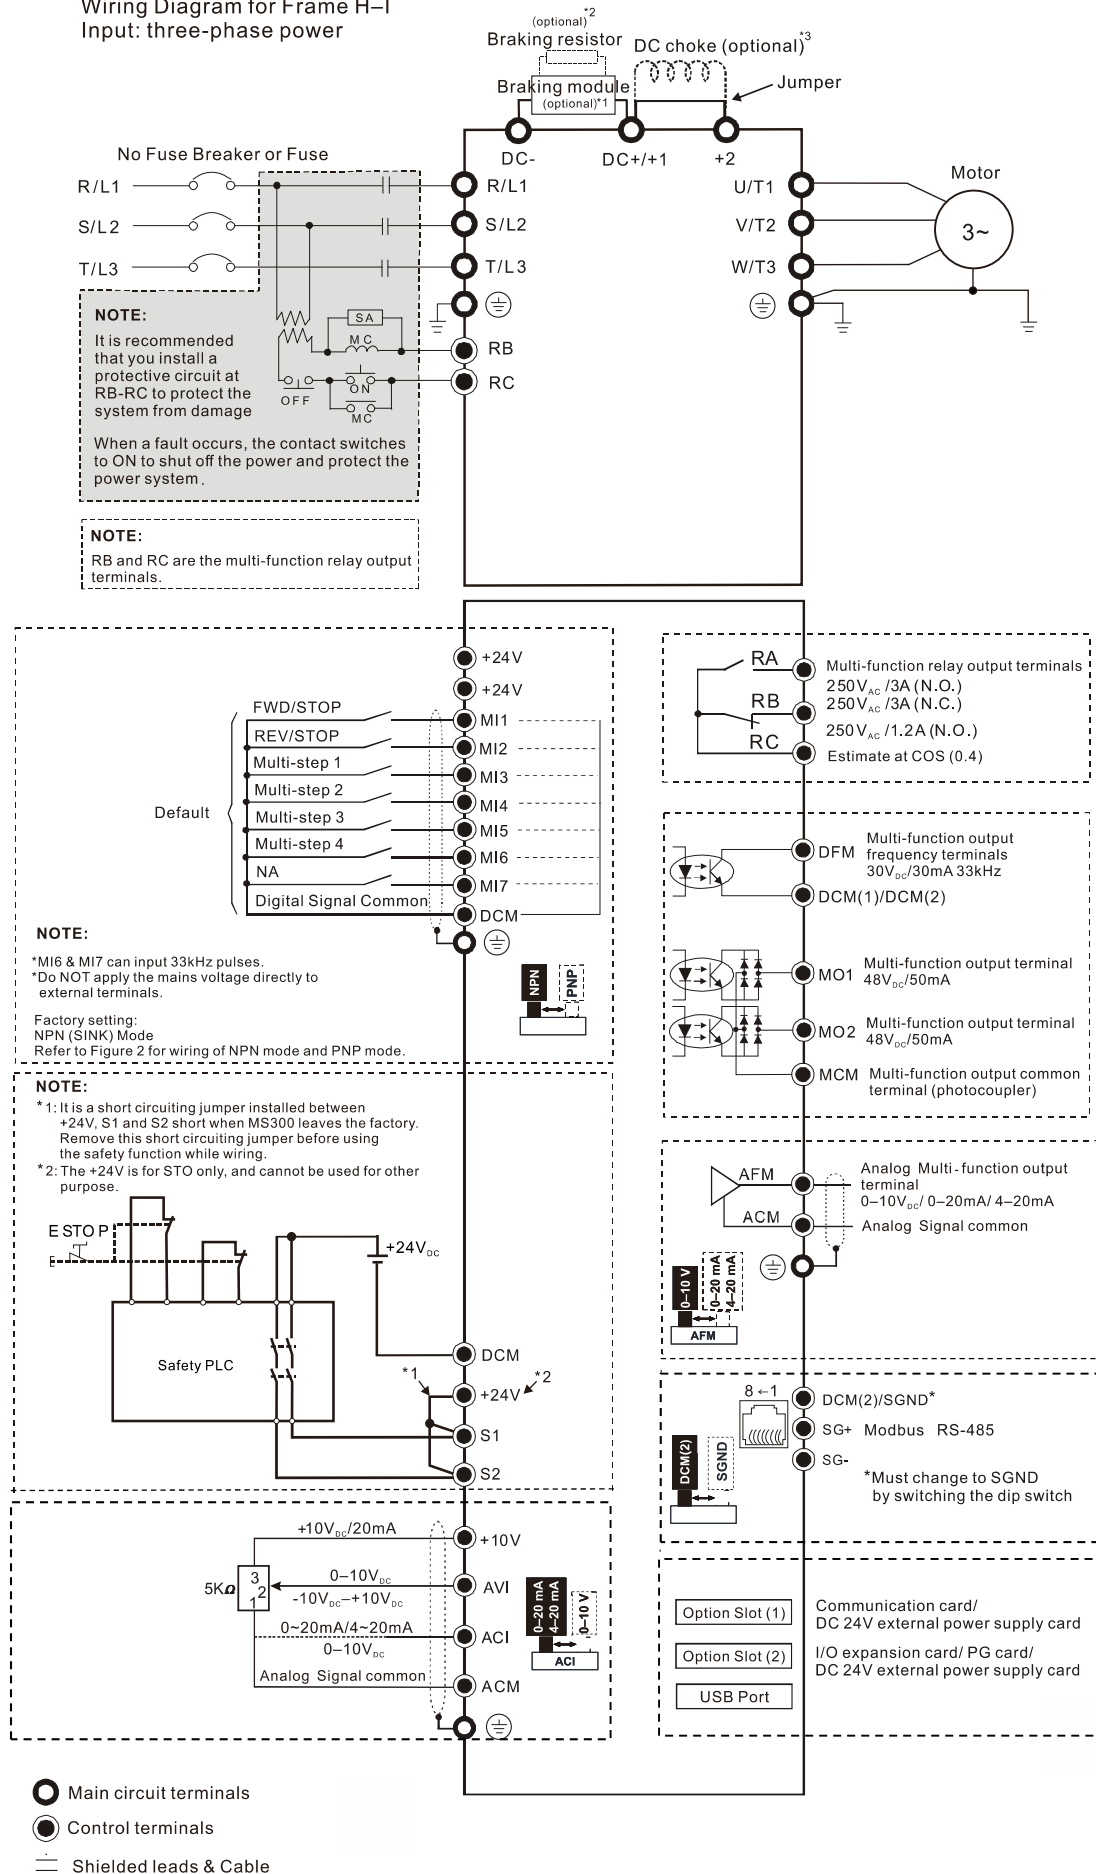 Wiring Diagram for Frame H–I
Input: three-phase power
(optional)*2
Braking resistor
DC choke (optional)*3
Braking module
(optional)*1
Jumper
DC-
DC+/+1
+2
No Fuse Breaker or Fuse
R/L1
S/L2
T/L3
R/L1
S/L2
T/L3
U/T1
V/T2
W/T3
Motor
3~
NOTE:
It is recommended
that you install a
protective circuit at
RB-RC to protect the
system from damage
When a fault occurs, the contact switches
to ON to shut off the power and protect the
power system.
SA
MC
OFF
ON
MC
RB
RC
NOTE:
RB and RC are the multi-function relay output
terminals.
+24V
+24V
Default
FWD/STOP
MI1
REV/STOP
MI2
Multi-step 1
MI3
Multi-step 2
MI4
Multi-step 3
MI5
Multi-step 4
MI6
NA
MI7
Digital Signal Common
DCM
NOTE:
*MI6 & MI7 can input 33kHz pulses.
*Do NOT apply the mains voltage directly to
external terminals.
Factory setting:
NPN (SINK) Mode
Refer to Figure 2 for wiring of NPN mode and PNP mode.
NPN
PNP
RA
RB
RC
Multi-function relay output terminals
250VAC /3A (N.O.)
250VAC /3A (N.C.)
250VAC /1.2A (N.O.)
Estimate at COS (0.4)
DFM
Multi-function output
frequency terminals
30VDC/30mA 33kHz
DCM(1)/DCM(2)
MO1
Multi-function output terminal
48VDC/50mA
MO2
Multi-function output terminal
48VDC/50mA
MCM
Multi-function output common
terminal (photocoupler)
NOTE:
*1: It is a short circuiting jumper installed between
+24V, S1 and S2 short when MS300 leaves the factory.
Remove this short circuiting jumper before using
the safety function while wiring.
*2: The +24V is for STO only, and cannot be used for other
purpose.
E STOP
+24VDC
Safety PLC
DCM
*1
+24V
*2
S1
S2
AFM
ACM
Analog Multi-function output
terminal
0–10VDC/ 0–20mA/ 4–20mA
Analog Signal common
0–10 V
0–20 mA
4–20 mA
AFM
8 ←1
DCM(2)/SGND*
SG+ Modbus RS-485
SG-
DCM(2)
SGND
*Must change to SGND
by switching the dip switch
+10VDC/20mA
+10V
5KΩ
3
2
1
0–10VDC
-10VDC–+10VDC
AVI
0~20mA/4~20mA
0–10VDC
ACI
Analog Signal common
ACM
0–20 mA
4–20 mA
0–10 V
ACI
Option Slot (1)
Communication card/
DC 24V external power supply card
Option Slot (2)
I/O expansion card/ PG card/
DC 24V external power supply card
USB Port
Main circuit terminals
Control terminals
Shielded leads & Cable